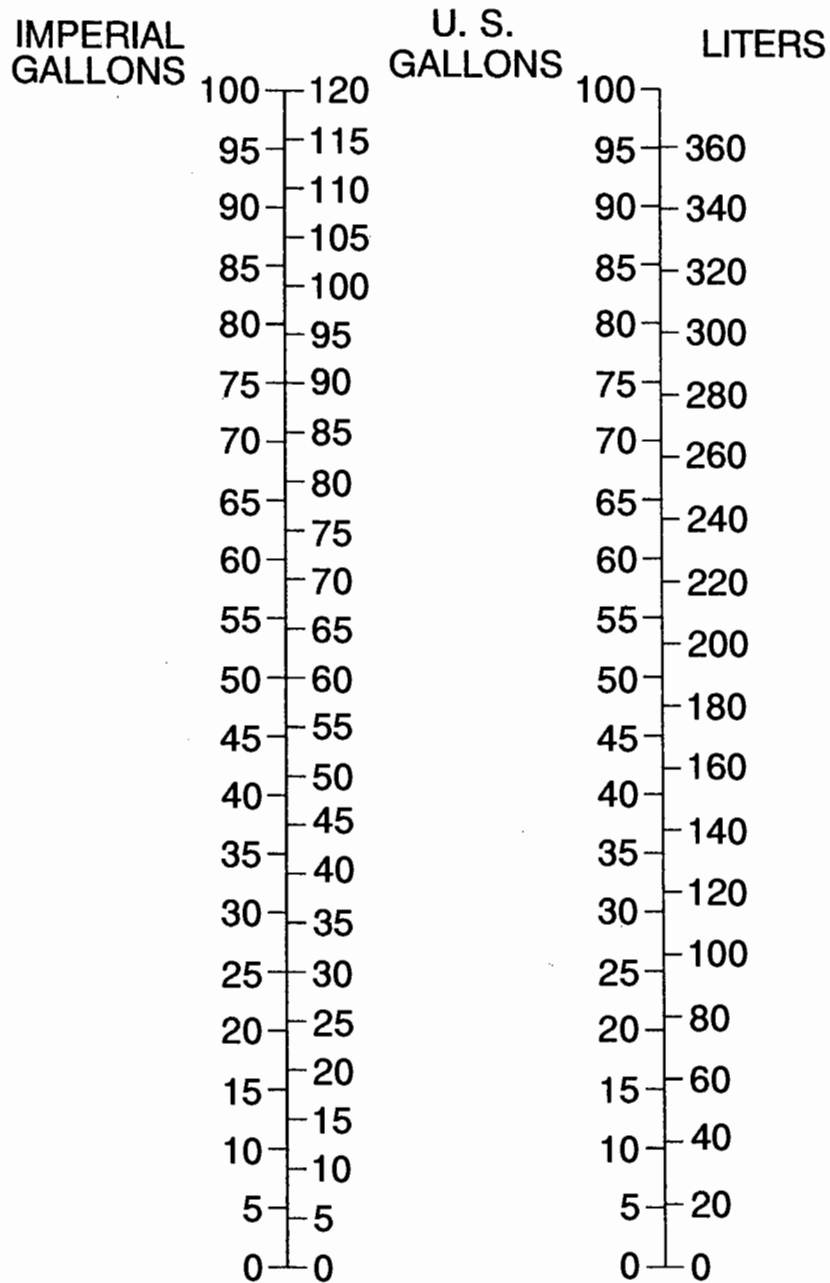 IMPERIAL
GALLONS
U. S.
GALLONS
LITERS
100 120 100
95 115 95 360
90 110 90 340
85 105 85 320
80 100 80 300
75 95 75 280
70 90 70 260
65 85 65 240
60 80 60 220
55 75 55 200
50 70 50 180
45 65 45 160
40 60 40 140
35 55 35 120
30 50 30 100
25 45 25 80
20 40 20 60
15 35 15 40
10 30 10 20
5 25 5 0
0 20 0
15
10
5
0